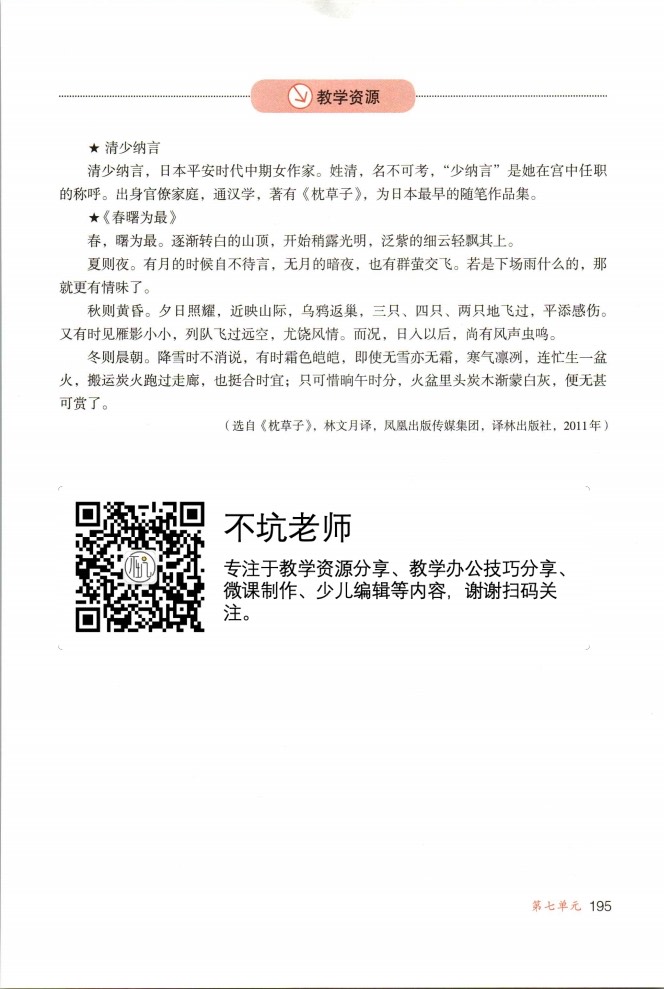 教学资源
★ 清少纳言
清少纳言，日本平安时代中期女作家。姓清，名不可考，“少纳言”是她在宫中任职
的称呼。出身官僚家庭，通汉学，著有《枕草子》，为日本最早的随笔作品集。
★《春曙为最》
春，曙为最。逐渐转白的山顶，开始稍露光明，泛紫的细云轻飘其上。
夏则夜。有月的时候自不待言，无月的暗夜，也有群萤交飞。若是下场雨什么的，那
就更有情味了。
秋则黄昏。夕日照耀，近映山际，乌鸦返巢，三只、四只、两只地飞过，平添感伤。
又有时见雁影小小，列队飞过远空，尤饶风情。而况，日入以后，尚有风声虫鸣。
冬则晨朝。降雪时不消说，有时霜色皑皑，即使无雪亦无霜，寒气凛冽，连忙生一盆
火，搬运炭火跑过走廊，也挺合时宜；只可惜晌午时分，火盆里头炭木渐蒙白灰，便无甚
可赏了。
（选自《枕草子》，林文月译，凤凰出版传媒集团，译林出版社，2011年）
不坑老师
专注于教学资源分享、教学办公技巧分享、
微课制作、少儿编辑等内容，谢谢扫码关
注。
第七单元 195